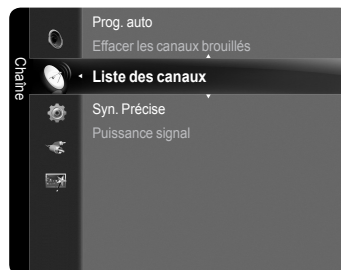 Chaîne
Prog. auto
Effacer les canaux brouillés
Liste des canaux
Syn. Précise
Puissance signal